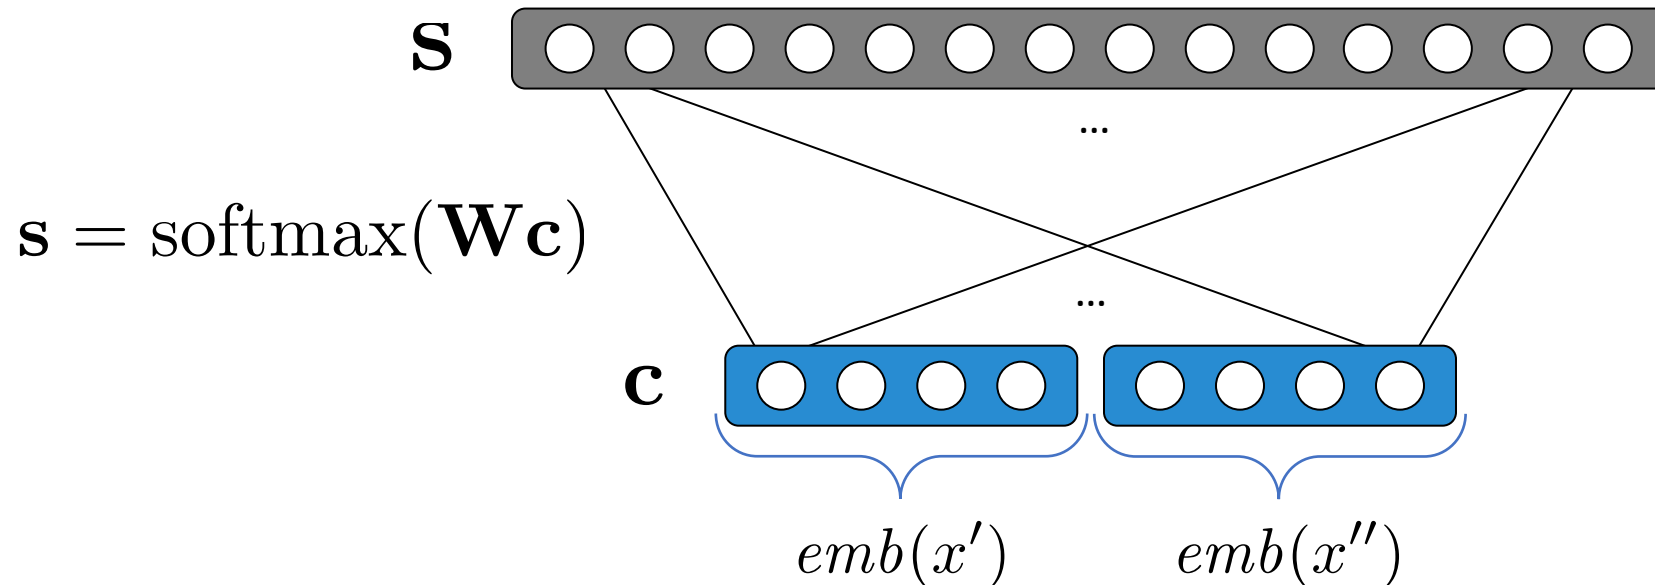 s
...
s = softmax(Wc)
...
c
emb(x′) emb(x″)